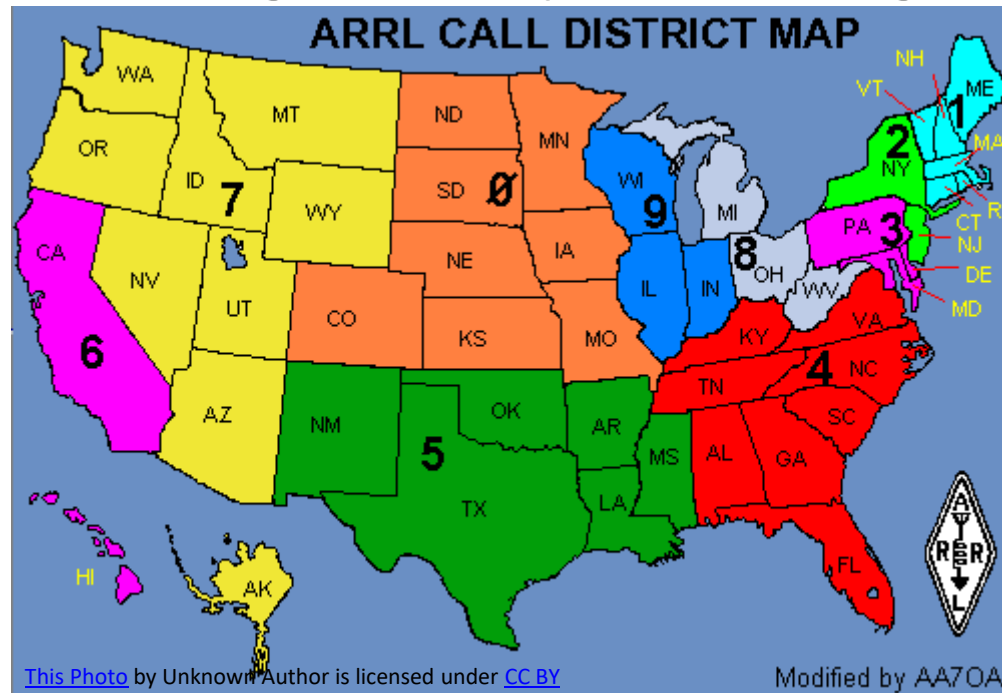 ARRL CALL DISTRICT MAP
NH
WA
VT
ME
1
MT
ND
MN
2
OR
MA
NY
ID
7
SD
0
WI
9
WY
MI
R
CT
PA
3
NJ
CA
NE
IA
8
OH
DE
NV
UT
IL
IN
WV
MD
CO
KS
MO
KY
VA
6
TN
4
NC
AZ
NM
OK
AR
SC
5
MS
AL
GA
TX
LA
HI
AK
FL
A
R R
L
This Photo by Unknown Author is licensed under CC BY
Modified by AA7OA